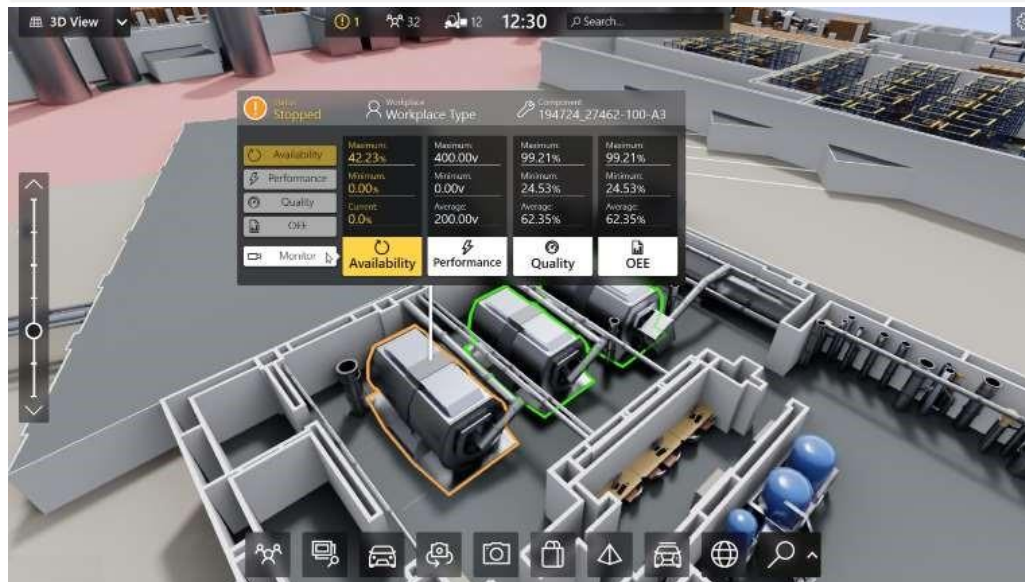 3D View
1
32
12
12:30
Search...
Status
Stopped
Workplace
Workplace Type
Component
194724_27462-100-A3
Availability
Performance
Quality
OEE
Monitor
Maximum:
42.23%
Minimum:
0.00%
Current:
0.0%
Availability
Maximum:
400.00v
Minimum:
0.00v
Average:
200.00v
Performance
Maximum:
99.21%
Minimum:
24.53%
Average:
62.35%
Quality
Maximum:
99.21%
Minimum:
24.53%
Average:
62.35%
OEE